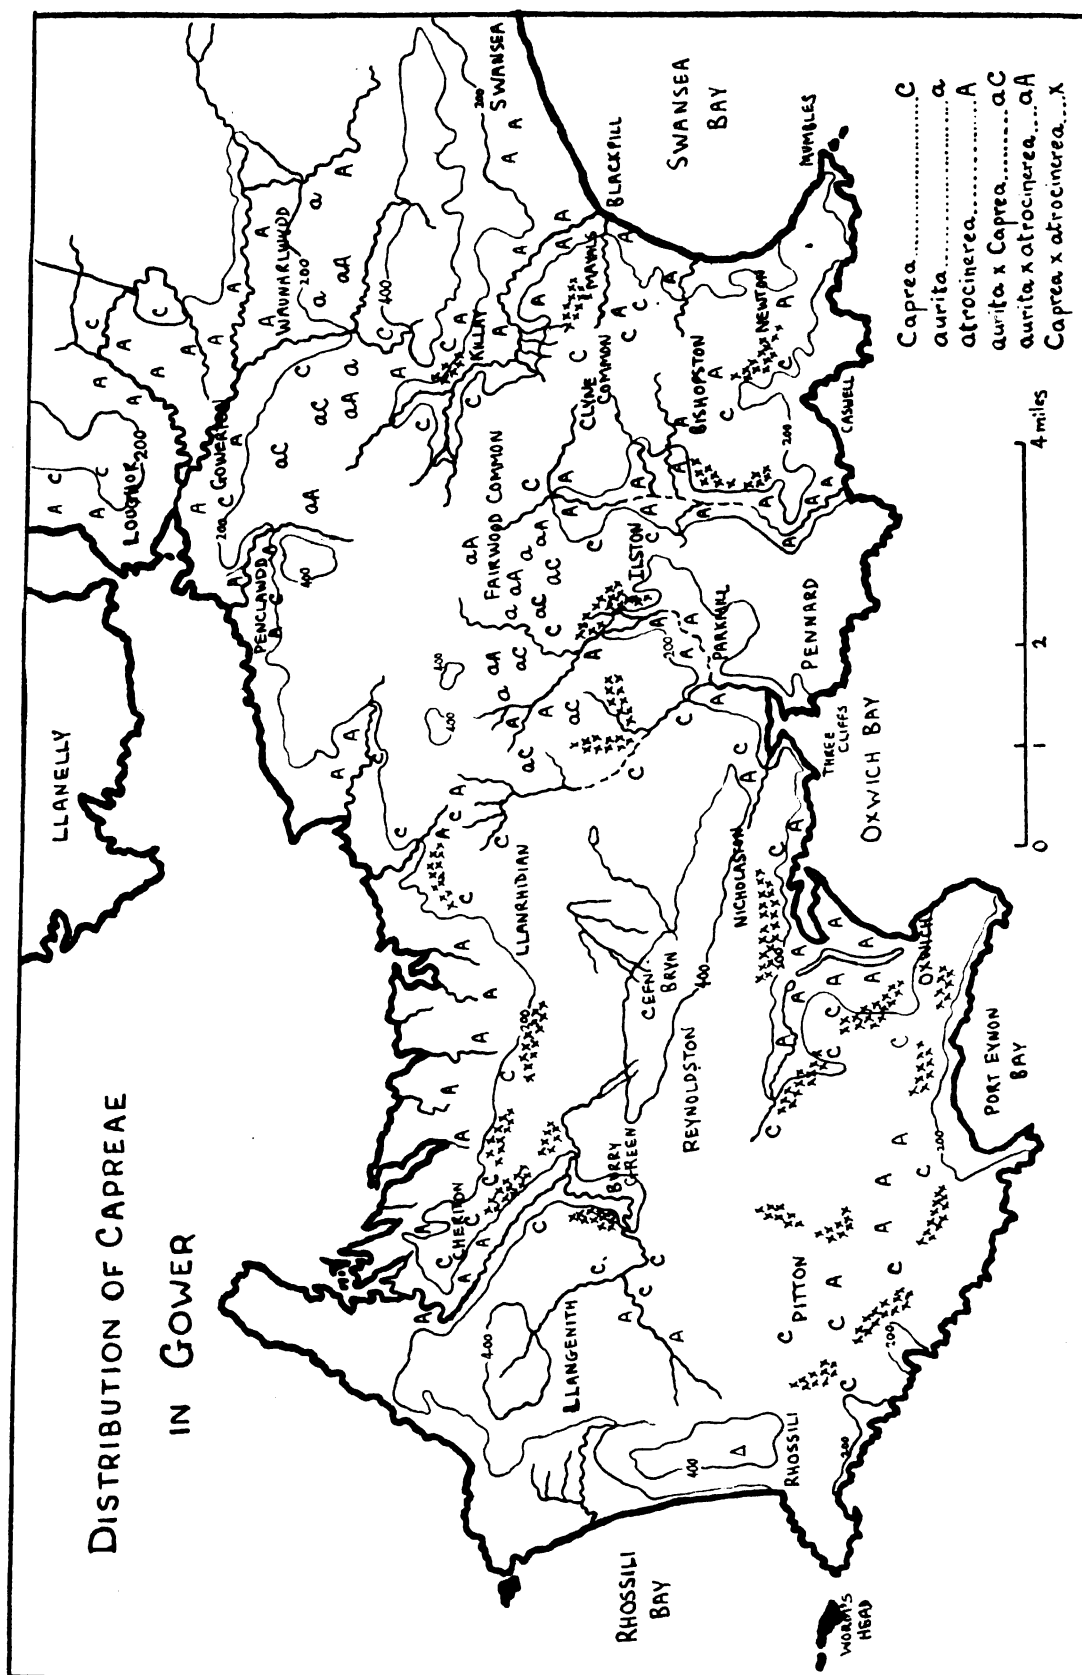 DISTRIBUTION OF CAPREAE
IN GOWER
LLANELLY
LOUGHOR
GOWERTON
WAUNARLWYDD
PENCLAWDD
SWANSEA
KILLAY
BLACKPILL
MAYALS
CLYNE
COMMON
FAIRWOOD COMMON
SWANSEA
BAY
MUMBLES
NEWTON
BISHOPSTON
CASWELL
ILSTON
PARKMILL
PENNARD
THREE
CLIFFS
OXWICH BAY
NICHOLASTON
LLANRHIDIAN
CEFN
BRYN
REYNOLDSTON
OXWICH
PORT EYNON
BAY
CHERITON
BURRY
GREEN
LLANGENITH
PITTON
RHOSSILI
RHOSSILI
BAY
WORM'S
HEAD
Caprea....................C
aurita....................a
atrocinerea............A
aurita x Caprea........aC
aurita x atrocinerea....aA
Caprea x atrocinerea...x
0 1 2 4 miles
200
400